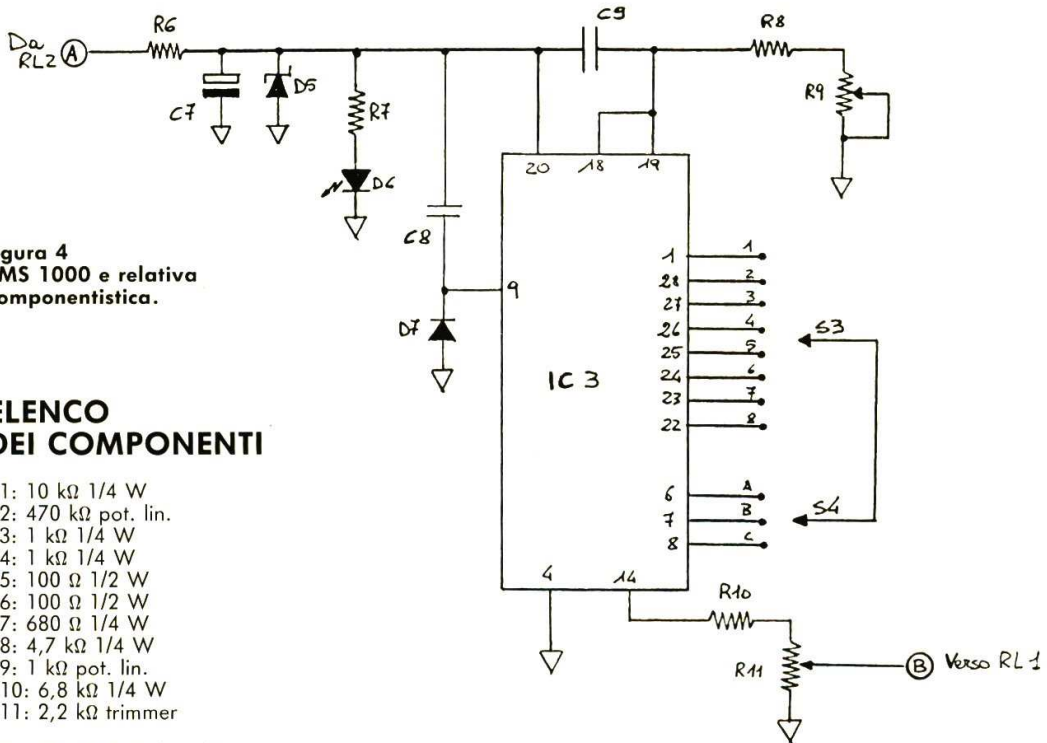 Da
RL2 A
R6
C7
D5
R7
D6
C8
D7
C9
R8
R9
20 18 19
9
IC 3
1 1
28 2
27 3
26 4
25 5
24 6
23 7
22 8
S3
6 A
7 B
8 C
S4
4 14
R10
R11
B Verso RL1
gura 4
MS 1000 e relativa
omponentistica.
ELENCO
DEI COMPONENTI
1: 10 kΩ 1/4 W
2: 470 kΩ pot. lin.
3: 1 kΩ 1/4 W
4: 1 kΩ 1/4 W
5: 100 Ω 1/2 W
6: 100 Ω 1/2 W
7: 680 Ω 1/4 W
8: 4,7 kΩ 1/4 W
9: 1 kΩ pot. lin.
10: 6,8 kΩ 1/4 W
11: 2,2 kΩ trimmer